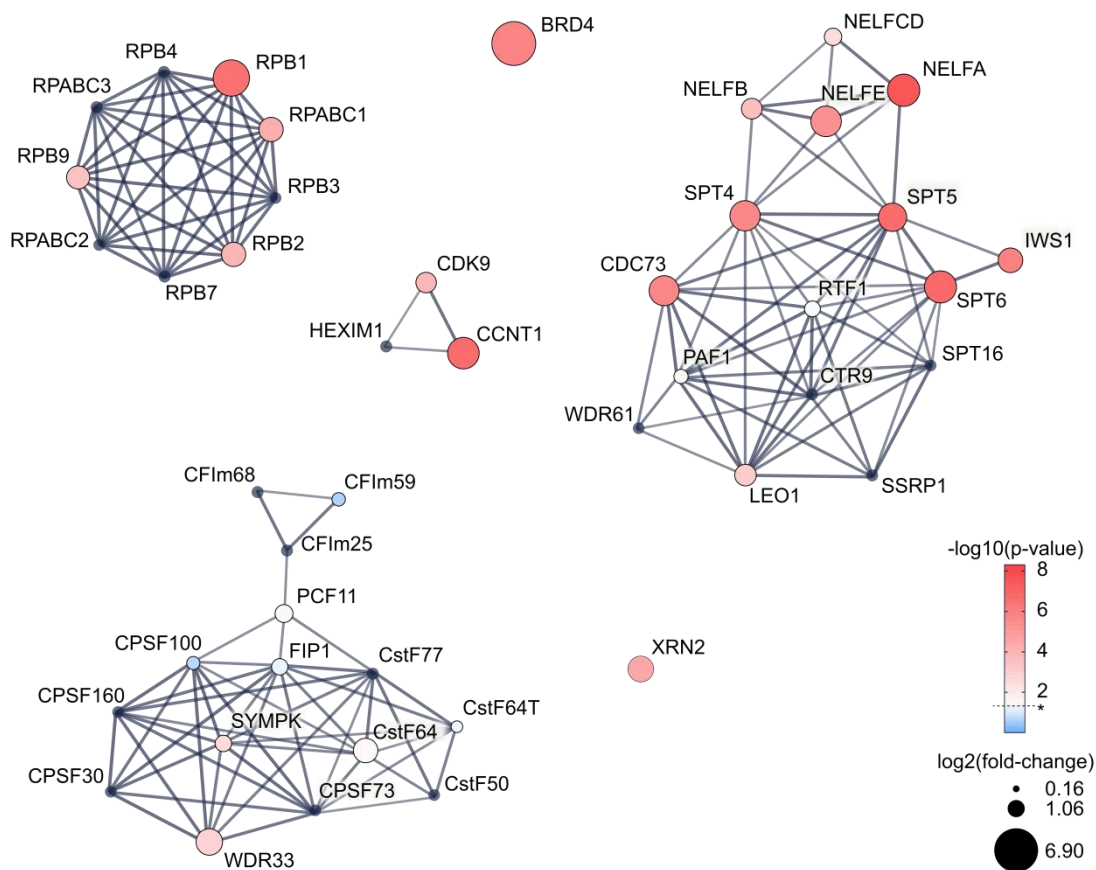 BRD4
NELFCD
RPB4
RPB1
RPABC3
NELFA
NELFB
NELFE
RPABC1
RPB9
RPB3
SPT4
SPT5
RPABC2
RPB2
IWS1
CDK9
CDC73
RPB7
RTF1
SPT6
HEXIM1
CCNT1
PAF1
SPT16
CTR9
WDR61
CFIm68
CFIm59
LEO1
SSRP1
CFIm25
-log10(p-value)
8
PCF11
6
CPSF100
FIP1
CstF77
XRN2
4
CPSF160
2
*
SYMPK
CstF64
CstF64T
log2(fold-change)
CPSF30
CPSF73
CstF50
0.16
1.06
WDR33
6.90